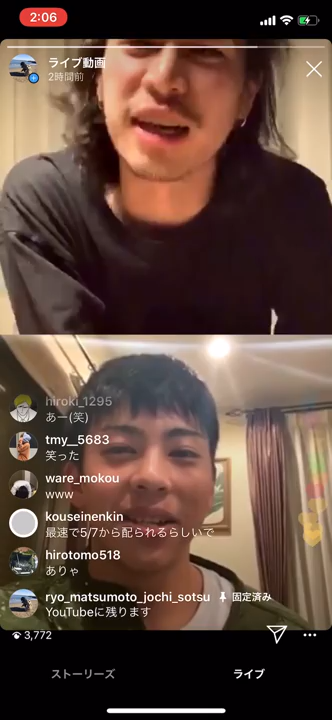 2:06
ライブ動画
2時間前
hiroki_1295
あー(笑)
tmy__5683
笑った
ware_mokou
www
kouseinenkin
最速で5/7から配られるらしいで
hirotomo518
ありゃ
ryo_matsumoto_jochi_sotsu 固定済み
YouTubeに残ります
3,772
ストーリーズ ライブ